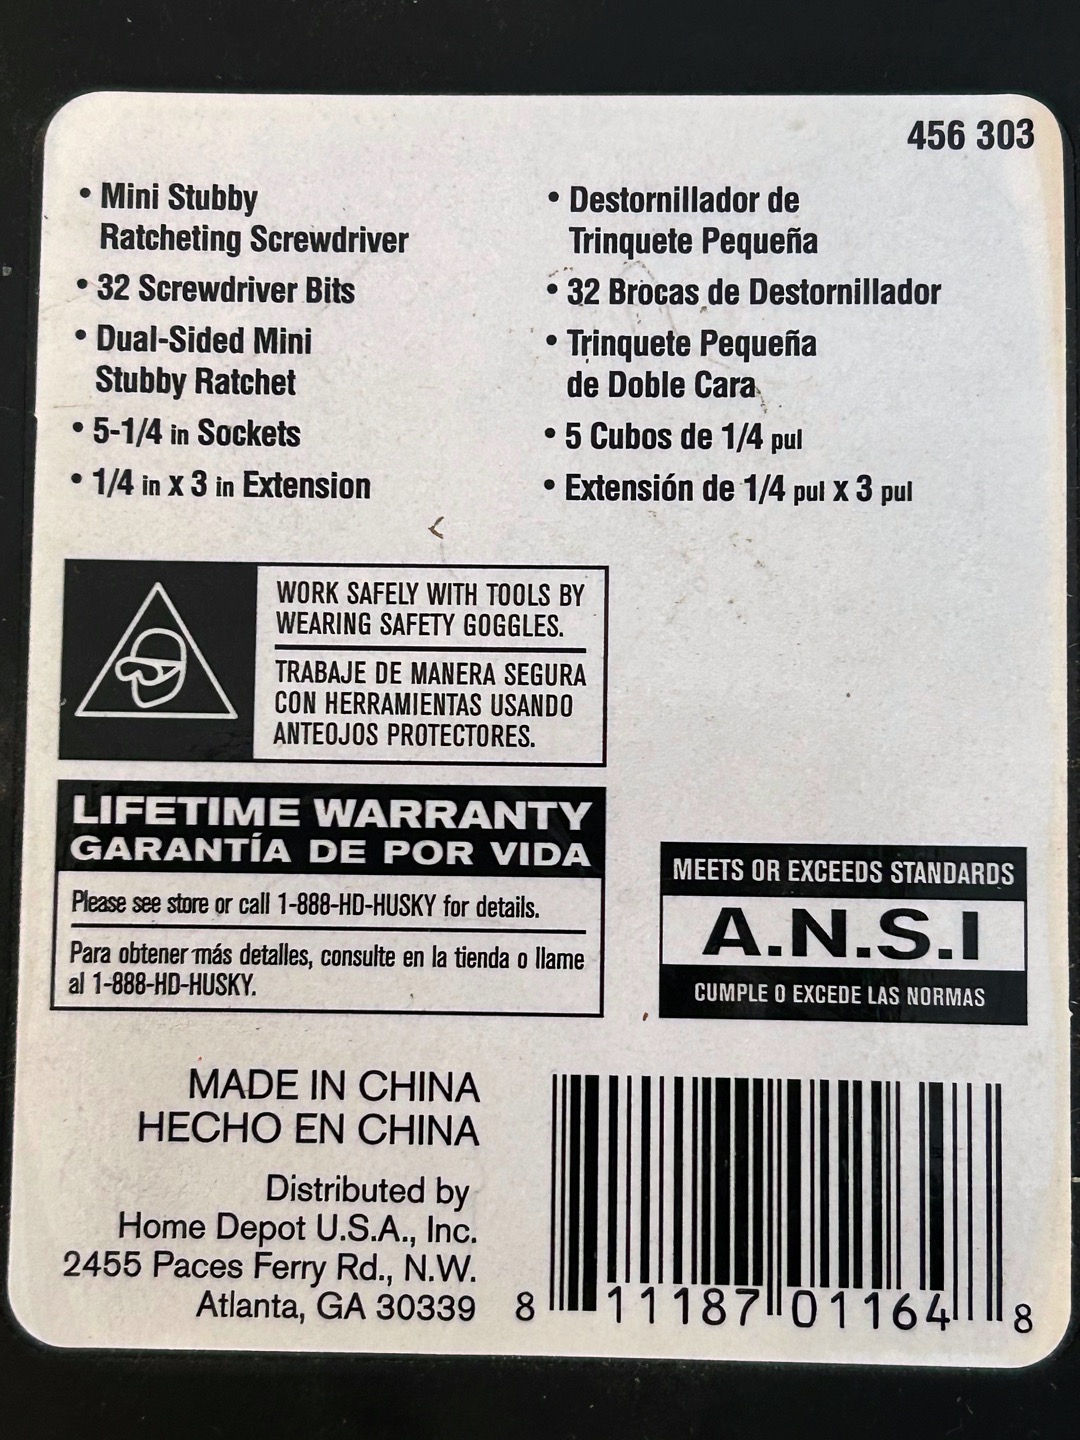 456 303
• Mini Stubby
Ratcheting Screwdriver
• 32 Screwdriver Bits
• Dual-Sided Mini
Stubby Ratchet
• 5-1/4 in Sockets
• 1/4 in x 3 in Extension
• Destornillador de
Trinquete Pequeña
• 32 Brocas de Destornillador
• Trinquete Pequeña
de Doble Cara
• 5 Cubos de 1/4 pul
• Extensión de 1/4 pul x 3 pul
WORK SAFELY WITH TOOLS BY
WEARING SAFETY GOGGLES.
TRABAJE DE MANERA SEGURA
CON HERRAMIENTAS USANDO
ANTEOJOS PROTECTORES.
LIFETIME WARRANTY
GARANTÍA DE POR VIDA
Please see store or call 1-888-HD-HUSKY for details.
Para obtener más detalles, consulte en la tienda o llame
al 1-888-HD-HUSKY.
MEETS OR EXCEEDS STANDARDS
A.N.S.I
CUMPLE O EXCEDE LAS NORMAS
MADE IN CHINA
HECHO EN CHINA
Distributed by
Home Depot U.S.A., Inc.
2455 Paces Ferry Rd., N.W.
Atlanta, GA 30339
8 11187 01164 8